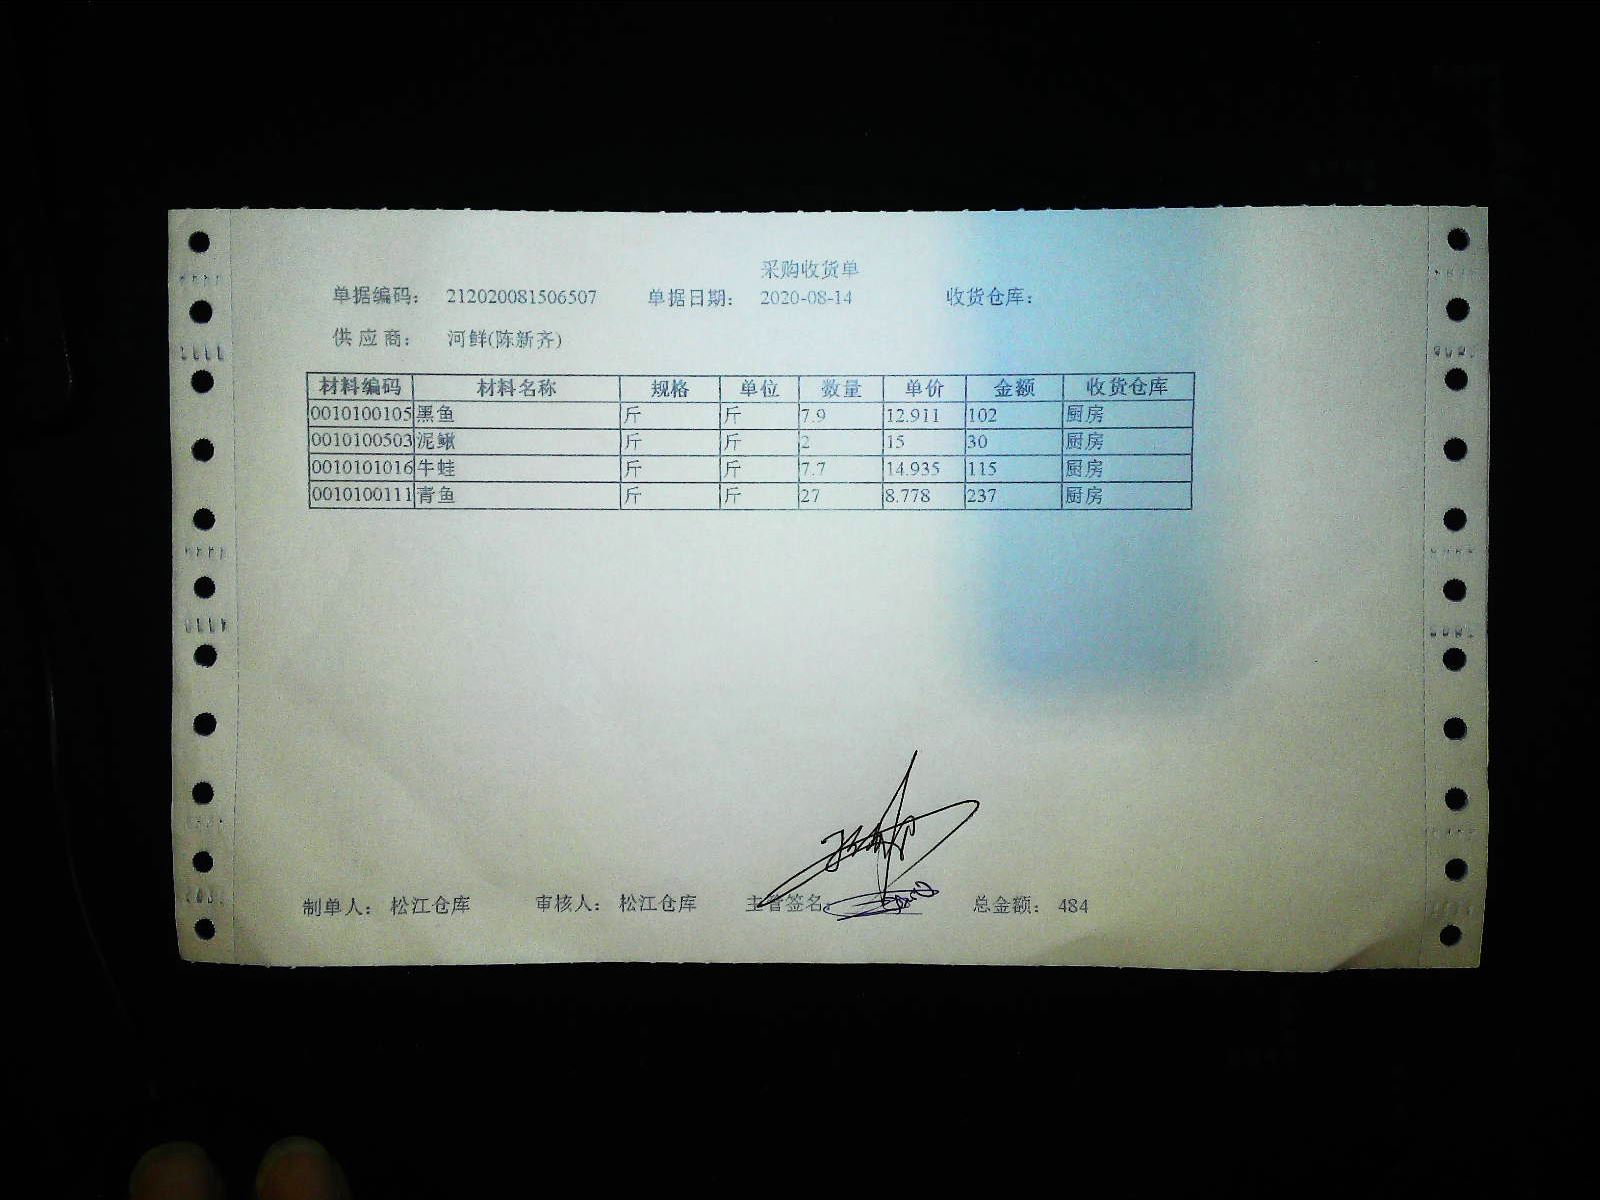 采购收货单
单据编码： 212020081506507 单据日期： 2020-08-14 收货仓库：
供应商： 河鲜(陈新齐)
材料编码 材料名称 规格 单位 数量 单价 金额 收货仓库
0010100105 黑鱼 斤 斤 7.9 12.911 102 厨房
0010100503 泥鳅 斤 斤 2 15 30 厨房
0010101016 牛蛙 斤 斤 7.7 14.935 115 厨房
0010100111 青鱼 斤 斤 27 8.778 237 厨房
制单人： 松江仓库 审核人： 松江仓库 主管签名： 总金额： 484